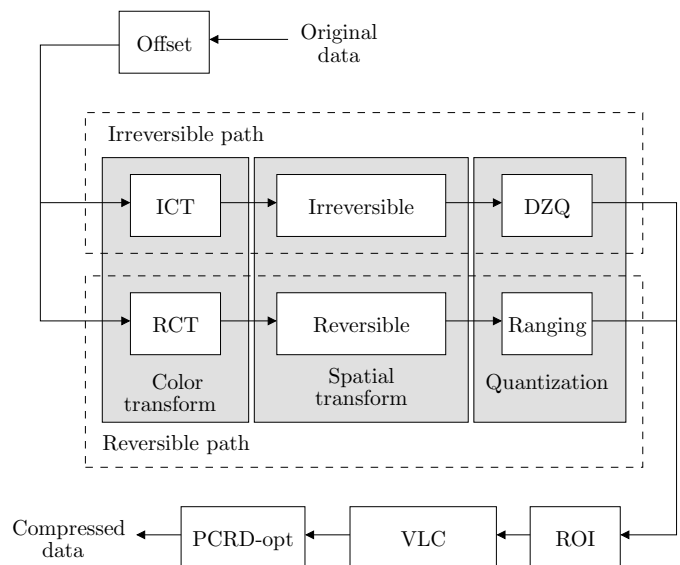 Offset
Original
data
Irreversible path
ICT
Irreversible
DZQ
RCT
Reversible
Ranging
Color
transform
Spatial
transform
Quantization
Reversible path
Compressed
data
PCRD-opt
VLC
ROI